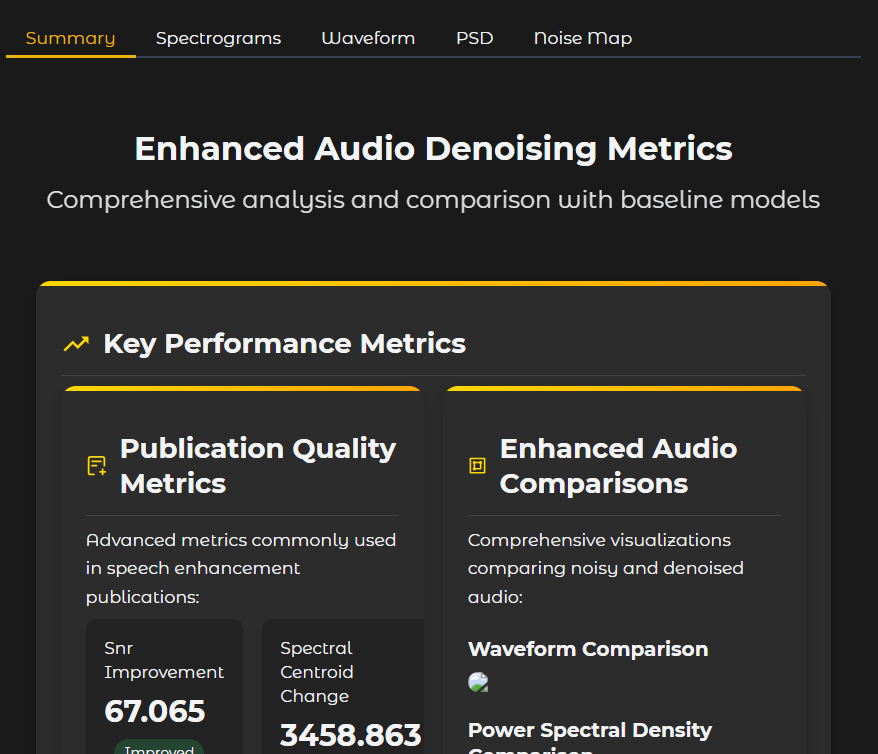 Summary Spectrograms Waveform PSD Noise Map
Enhanced Audio Denoising Metrics
Comprehensive analysis and comparison with baseline models
Key Performance Metrics
Publication Quality
Metrics
Advanced metrics commonly used
in speech enhancement
publications:
Snr
Improvement
67.065
Improved
Spectral
Centroid
Change
3458.863
Enhanced Audio
Comparisons
Comprehensive visualizations
comparing noisy and denoised
audio:
Waveform Comparison
Power Spectral Density
Comparison